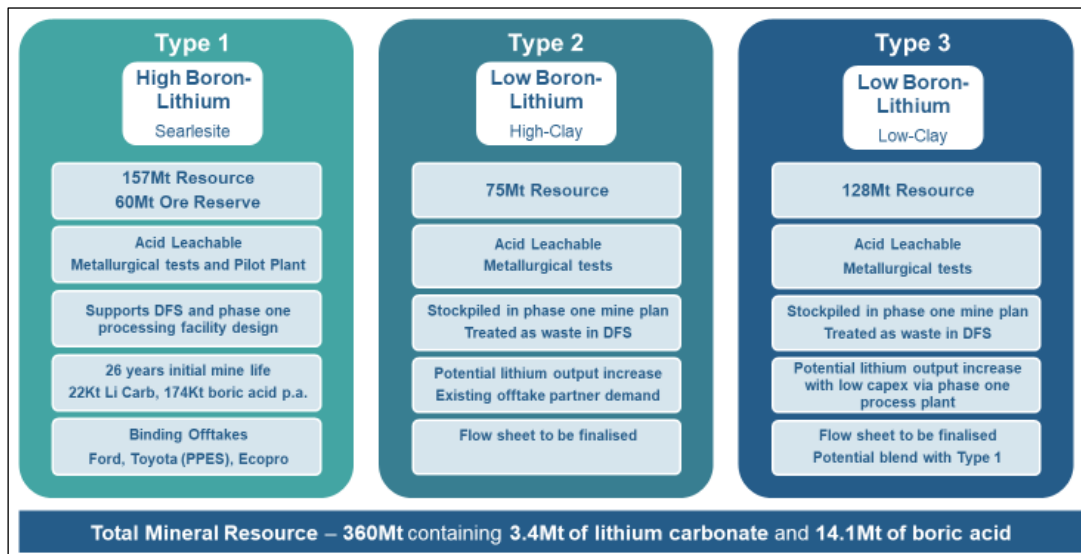 Type 1
High Boron-
Lithium
Searlesite
157Mt Resource
60Mt Ore Reserve
Acid Leachable
Metallurgical tests and Pilot Plant
Supports DFS and phase one
processing facility design
26 years initial mine life
22Kt Li Carb, 174Kt boric acid p.a.
Binding Offtakes
Ford, Toyota (PPES), Ecopro
Type 2
Low Boron-
Lithium
High-Clay
75Mt Resource
Acid Leachable
Metallurgical tests
Stockpiled in phase one mine plan
Treated as waste in DFS
Potential lithium output increase
Existing offtake partner demand
Flow sheet to be finalised
Type 3
Low Boron-
Lithium
Low-Clay
128Mt Resource
Acid Leachable
Metallurgical tests
Stockpiled in phase one mine plan
Treated as waste in DFS
Potential lithium output increase
with low capex via phase one
process plant
Flow sheet to be finalised
Potential blend with Type 1
Total Mineral Resource – 360Mt containing 3.4Mt of lithium carbonate and 14.1Mt of boric acid